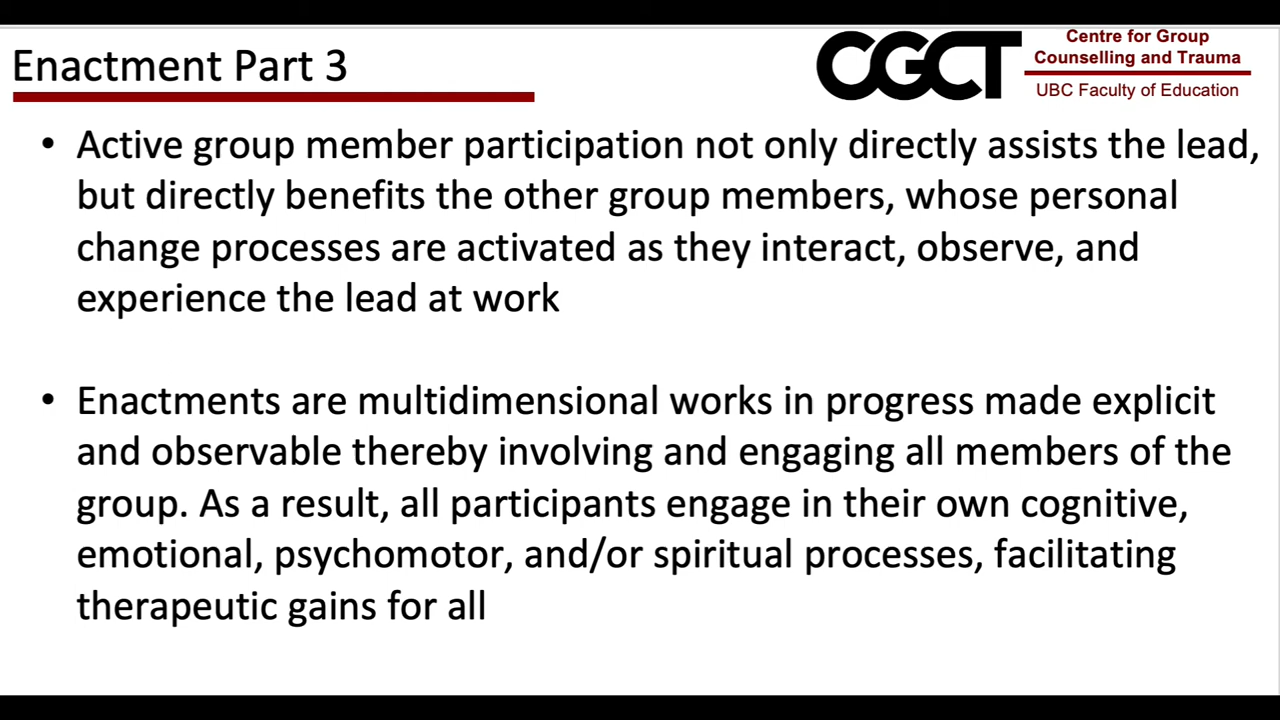 Enactment Part 3
CGCT
Centre for Group
Counselling and Trauma
UBC Faculty of Education
• Active group member participation not only directly assists the lead,
but directly benefits the other group members, whose personal
change processes are activated as they interact, observe, and
experience the lead at work
• Enactments are multidimensional works in progress made explicit
and observable thereby involving and engaging all members of the
group. As a result, all participants engage in their own cognitive,
emotional, psychomotor, and/or spiritual processes, facilitating
therapeutic gains for all